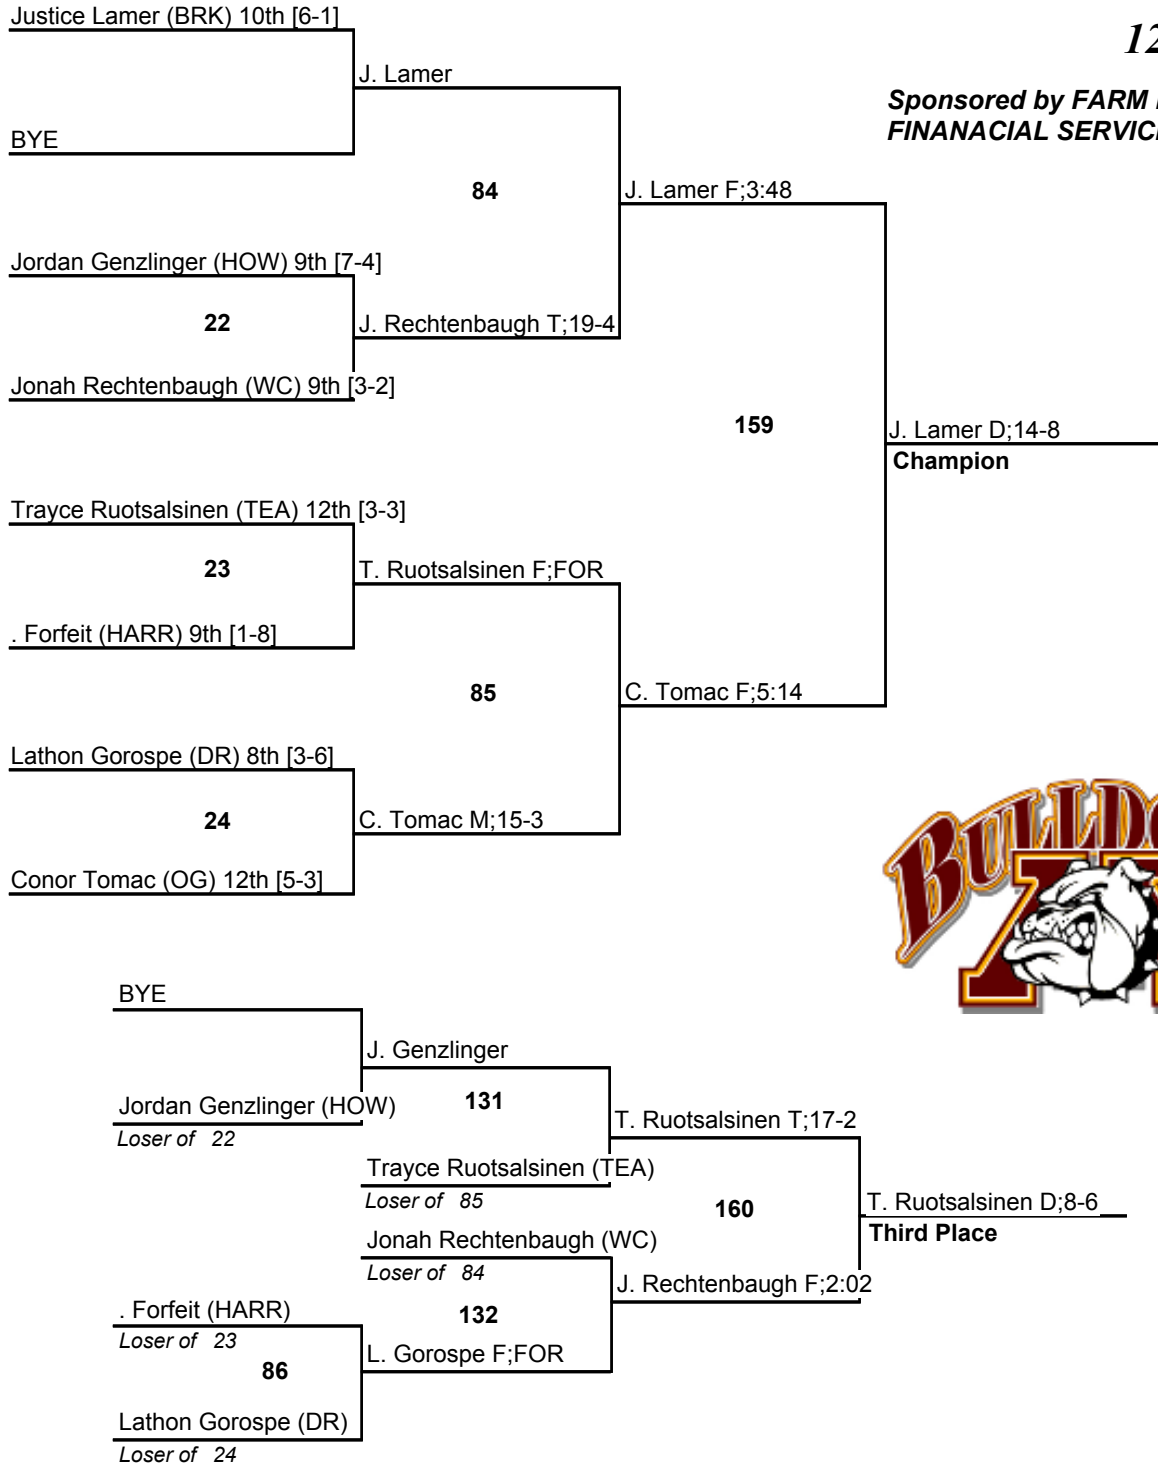 Justice Lamer (BRK) 10th [6-1]
12
J. Lamer
Sponsored by FARM
FINANACIAL SERVIC
BYE
84
J. Lamer F;3:48
Jordan Genzlinger (HOW) 9th [7-4]
22
J. Rechtenbaugh T;19-4
Jonah Rechtenbaugh (WC) 9th [3-2]
159
J. Lamer D;14-8
Champion
Trayce Ruotsalsinen (TEA) 12th [3-3]
23
T. Ruotsalsinen F;FOR
. Forfeit (HARR) 9th [1-8]
85
C. Tomac F;5:14
Lathon Gorospe (DR) 8th [3-6]
24
C. Tomac M;15-3
Conor Tomac (OG) 12th [5-3]
BULLDO
BYE
J. Genzlinger
131
Jordan Genzlinger (HOW)
Loser of 22
T. Ruotsalsinen T;17-2
Trayce Ruotsalsinen (TEA)
Loser of 85
160
T. Ruotsalsinen D;8-6
Third Place
Jonah Rechtenbaugh (WC)
Loser of 84
J. Rechtenbaugh F;2:02
132
. Forfeit (HARR)
Loser of 23
86
L. Gorospe F;FOR
Lathon Gorospe (DR)
Loser of 24